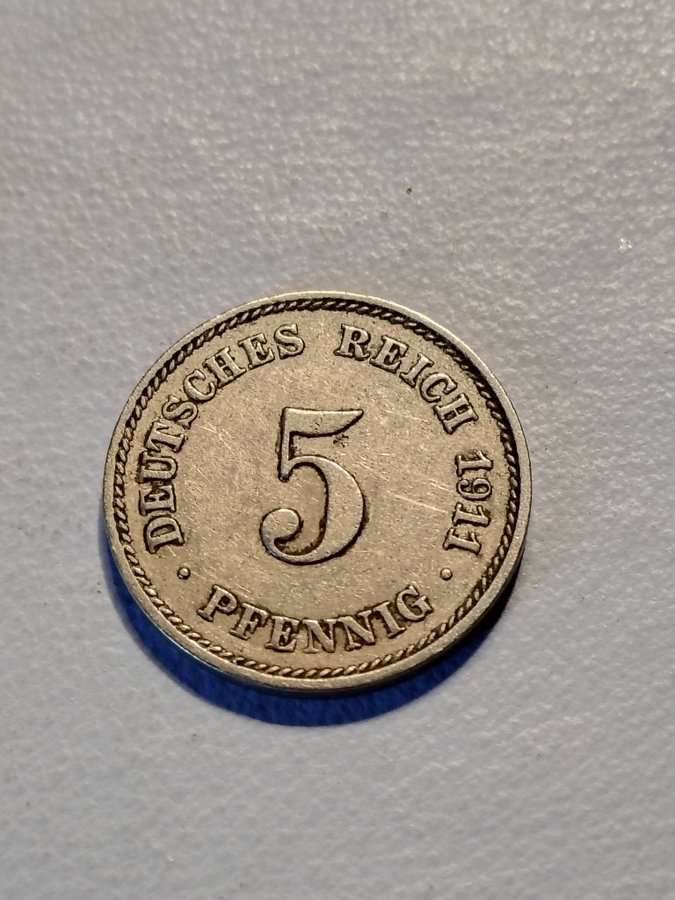 DEUTSCHES REICH 1911
5
· PFENNIG ·